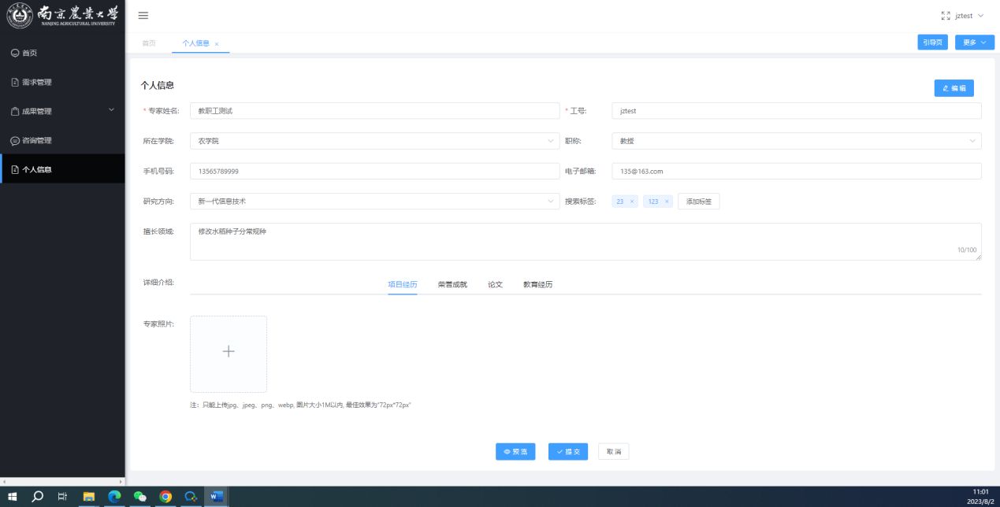 南京農業大學
NANJING AGRICULTURAL UNIVERSITY
jztest
首页 个人信息 ×
引导页 更多
首页
需求管理
成果管理
咨询管理
个人信息
个人信息
编辑
* 专家姓名: 教职工测试 * 工号: jztest
所在学院: 农学院 职称: 教授
手机号码: 13565789999 电子邮箱: 135@163.com
研究方向: 新一代信息技术 搜索标签: 23 × 123 × 添加标签
擅长领域: 修改水稻种子分常规种
10/100
详细介绍: 项目经历 荣誉成就 论文 教育经历
专家照片:
注: 只能上传jpg、jpeg、png、webp, 图片大小1M以内, 最佳效果为"72px*72px"
预览 提交 取消
11:01
2023/8/2